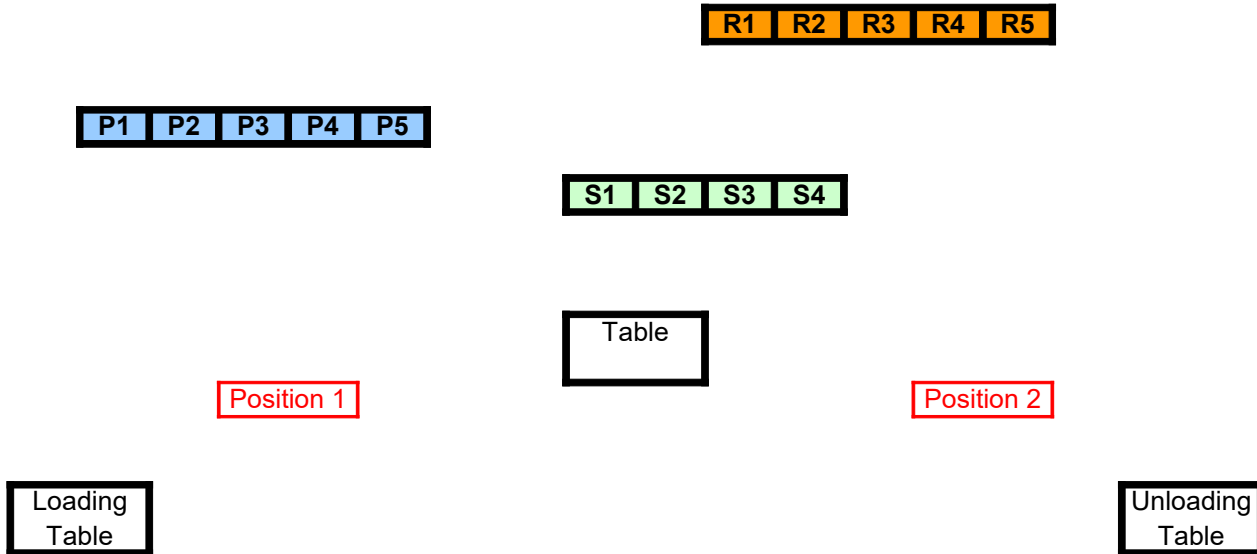 R1 R2 R3 R4 R5
P1 P2 P3 P4 P5
S1 S2 S3 S4
Table
Position 1
Position 2
Loading
Table
Unloading
Table